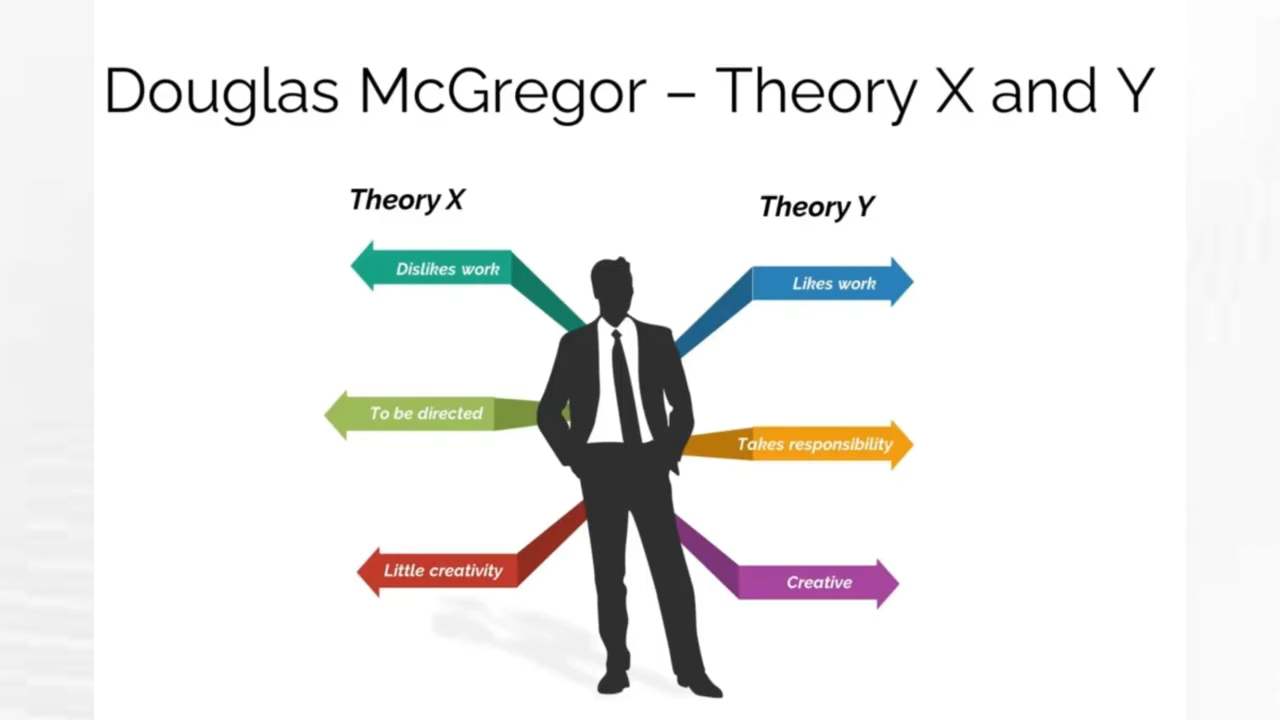 Douglas McGregor – Theory X and Y
Theory X
Dislikes work
To be directed
Little creativity
Theory Y
Likes work
Takes responsibility
Creative